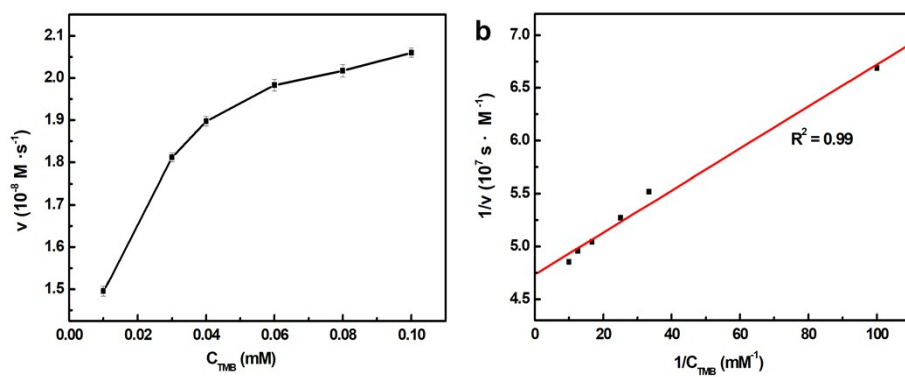 2.1
2.0
1.9
1.8
1.7
1.6
1.5
v (10⁻⁸ M ·s⁻¹)
0.00 0.02 0.04 0.06 0.08 0.10
C_TMB (mM)
b
7.0
6.5
6.0
5.5
5.0
4.5
1/v (10⁷ s · M⁻¹)
R² = 0.99
0 20 40 60 80 100
1/C_TMB (mM⁻¹)